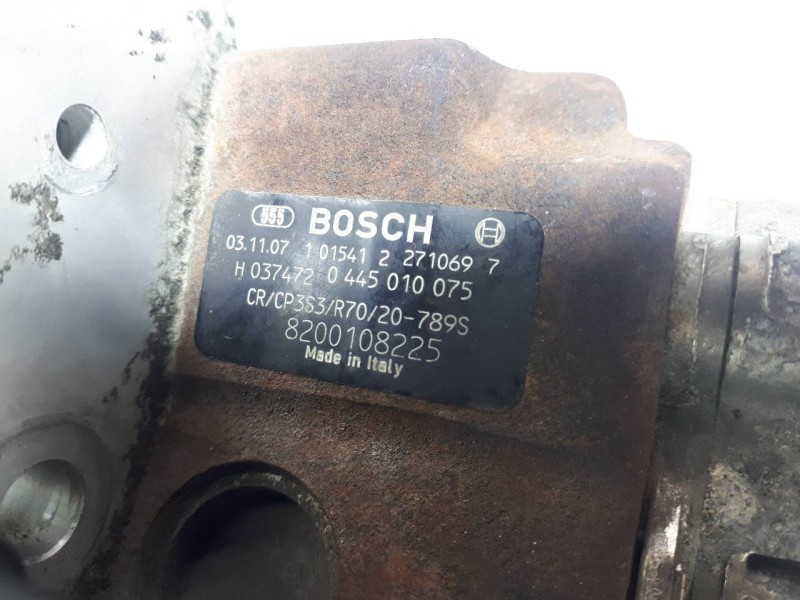 555 BOSCH
03.11.07 1 01541 2 271069 7
H 037472 0 445 010 075
CR/CP3S3/R70/20-789S
8200108225
Made in Italy